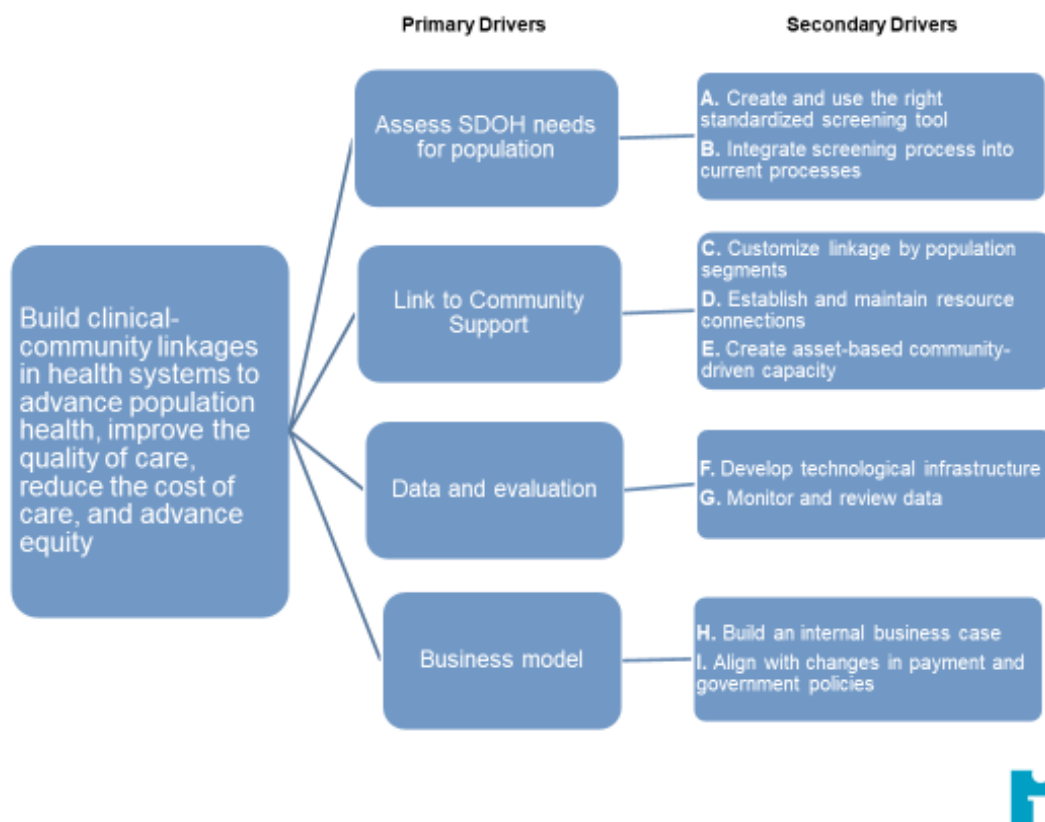 Primary Drivers
Secondary Drivers
Build clinical-
community linkages
in health systems to
advance population
health, improve the
quality of care,
reduce the cost of
care, and advance
equity
Assess SDOH needs
for population
A. Create and use the right
standardized screening tool
B. Integrate screening process into
current processes
Link to Community
Support
C. Customize linkage by population
segments
D. Establish and maintain resource
connections
E. Create asset-based community-
driven capacity
Data and evaluation
F. Develop technological infrastructure
G. Monitor and review data
Business model
H. Build an internal business case
I. Align with changes in payment and
government policies